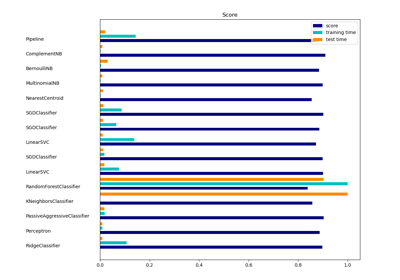 Score
score
training time
test time
Pipeline
ComplementNB
BernoulliNB
MultinomialNB
NearestCentroid
SGDClassifier
SGDClassifier
LinearSVC
SGDClassifier
LinearSVC
RandomForestClassifier
KNeighborsClassifier
PassiveAggressiveClassifier
Perceptron
RidgeClassifier
0.0 0.2 0.4 0.6 0.8 1.0